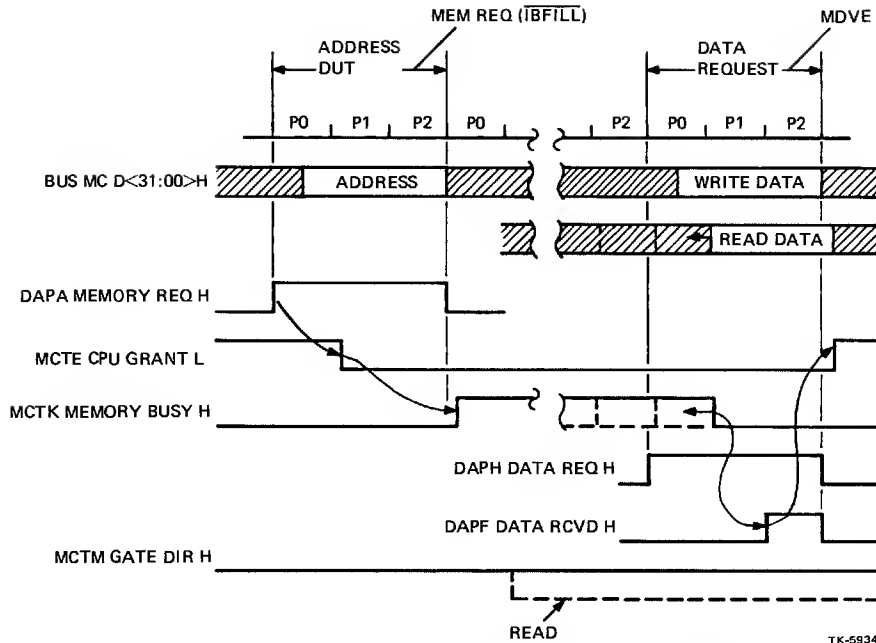 MEM REQ (IBFILL)
MDVE
ADDRESS
DUT
DATA
REQUEST
P0 P1 P2 P0 P2 P0 P1 P2
BUS MC D<31:00>H
ADDRESS
WRITE DATA
READ DATA
DAPA MEMORY REQ H
MCTE CPU GRANT L
MCTK MEMORY BUSY H
DAPH DATA REQ H
DAPF DATA RCVD H
MCTM GATE DIR H
READ
TK-5934